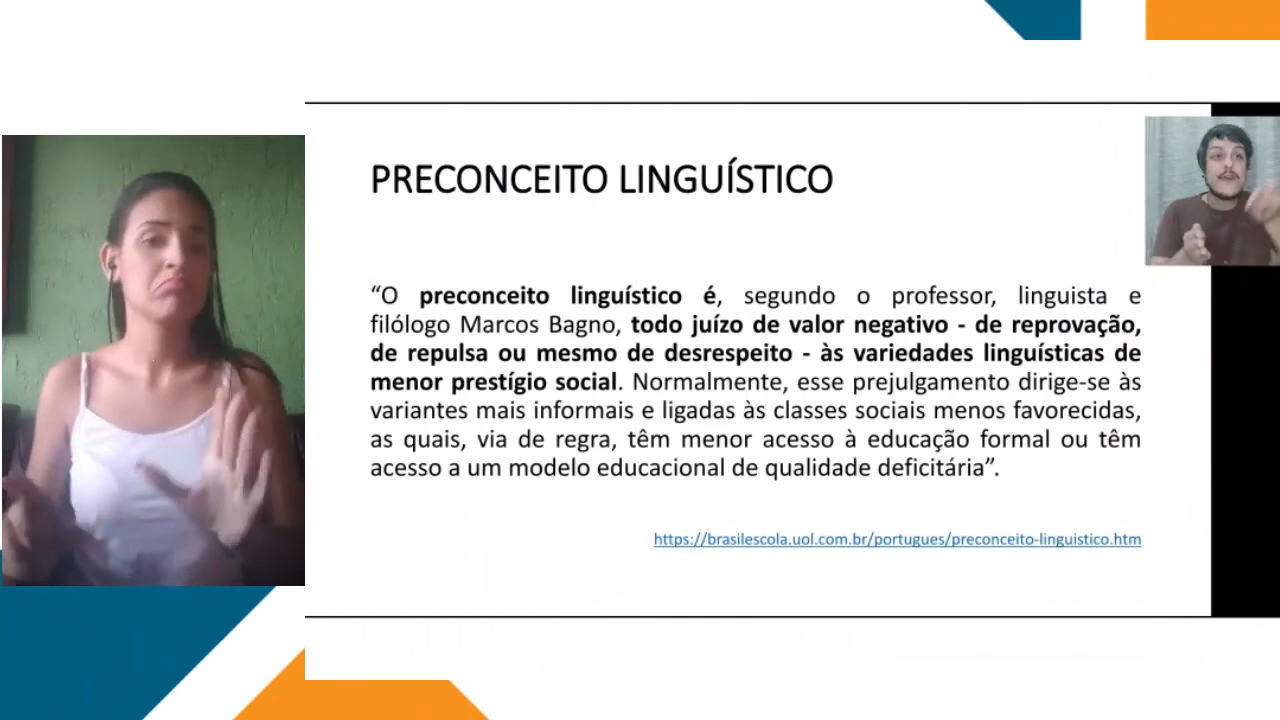 PRECONCEITO LINGUÍSTICO
“O preconceito linguístico é, segundo o professor, linguista e
filólogo Marcos Bagno, todo juízo de valor negativo - de reprovação,
de repulsa ou mesmo de desrespeito - às variedades linguísticas de
menor prestígio social. Normalmente, esse prejulgamento dirige-se às
variantes mais informais e ligadas às classes sociais menos favorecidas,
as quais, via de regra, têm menor acesso à educação formal ou têm
acesso a um modelo educacional de qualidade deficitária”.
https://brasilescola.uol.com.br/portugues/preconceito-linguistico.htm